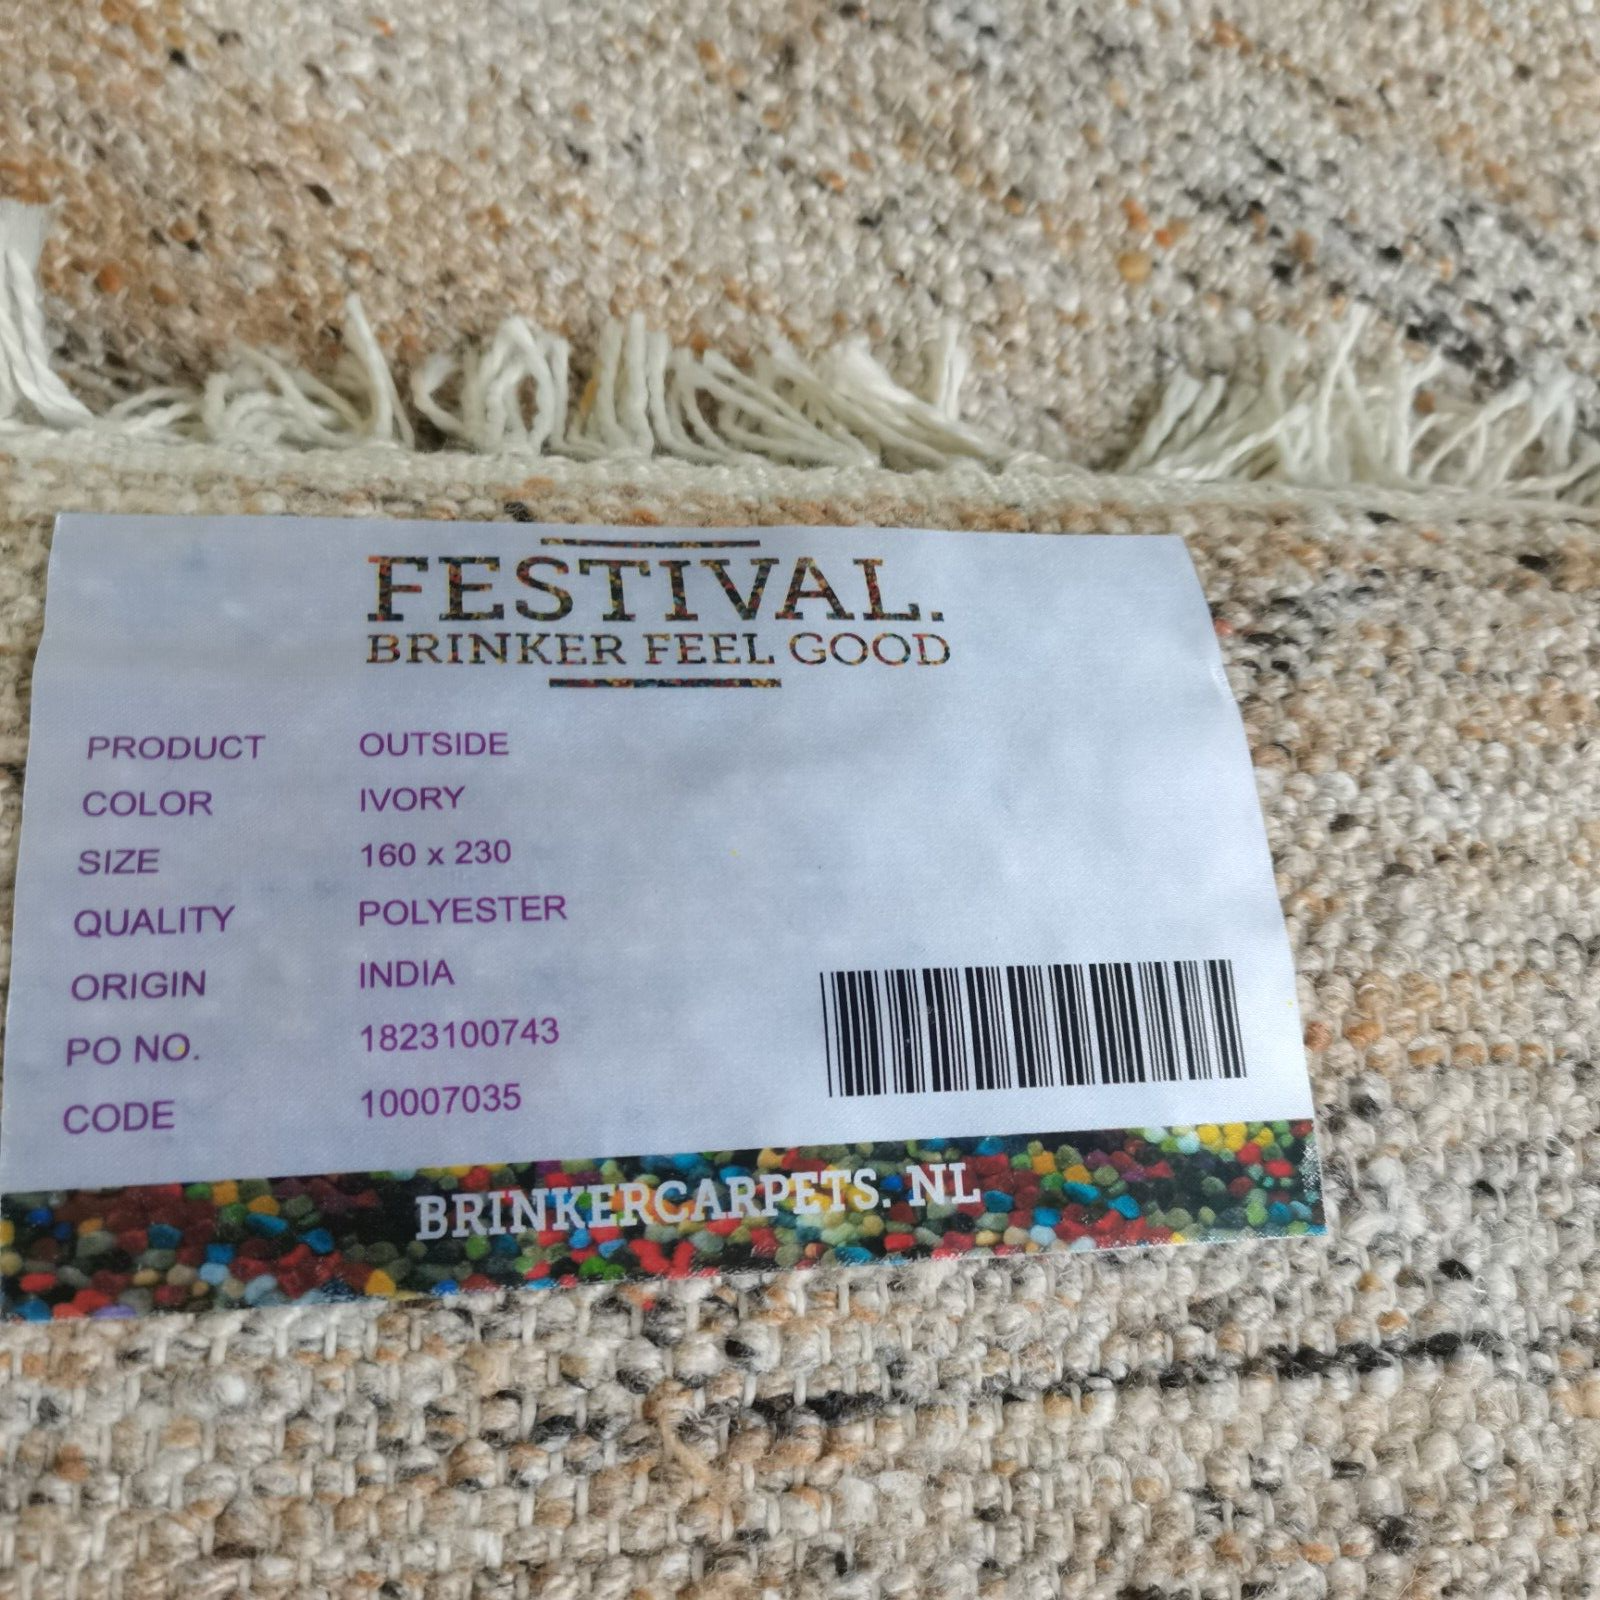 FESTIVAL.
BRINKER FEEL GOOD
PRODUCT OUTSIDE
COLOR IVORY
SIZE 160 x 230
QUALITY POLYESTER
ORIGIN INDIA
PO NO. 1823100743
CODE 10007035
BRINKERCARPETS. NL